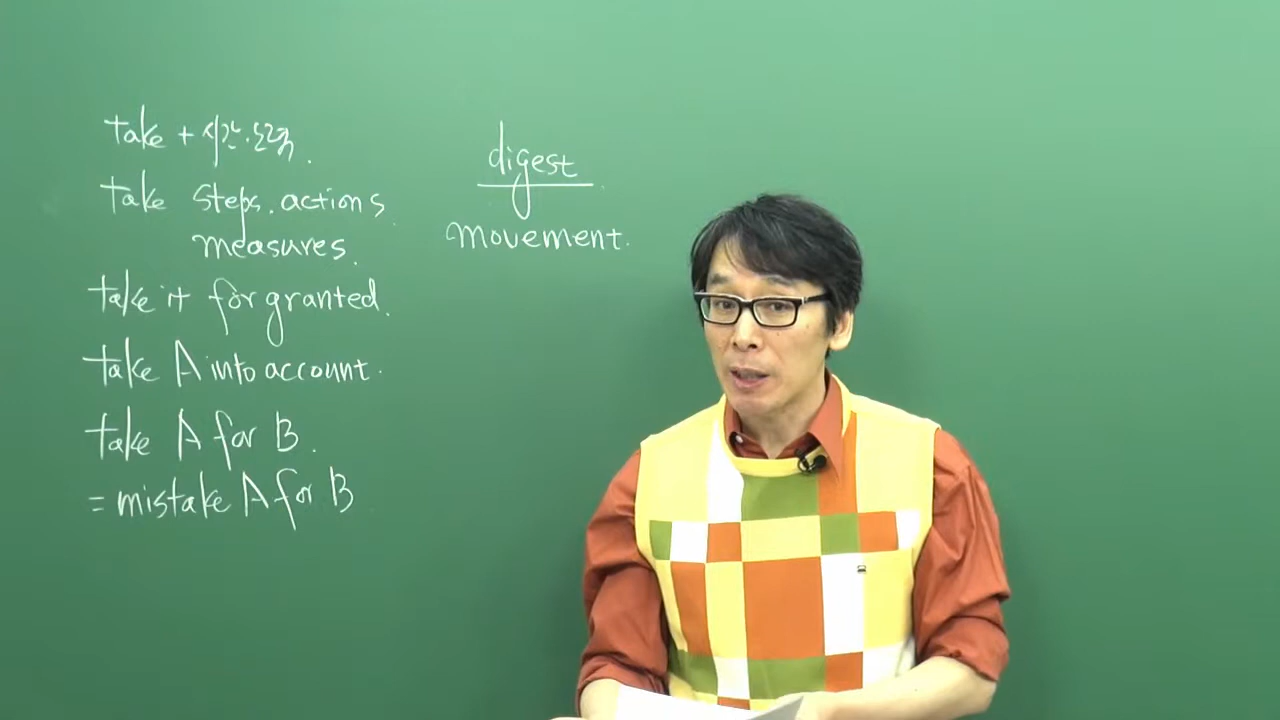 take + 시간.노력.
take steps. actions.
measures.
take it for granted.
take A into account.
take A for B.
= mistake A for B
digest
movement.